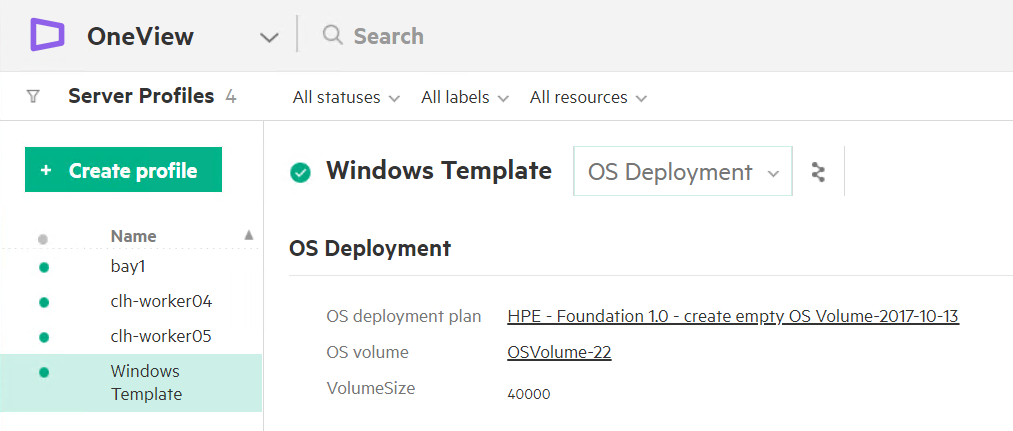 OneView Search
Server Profiles 4 All statuses All labels All resources
+ Create profile
Windows Template OS Deployment
Name
bay1
clh-worker04
clh-worker05
Windows
Template
OS Deployment
OS deployment plan HPE - Foundation 1.0 - create empty OS Volume-2017-10-13
OS volume OSVolume-22
VolumeSize 40000